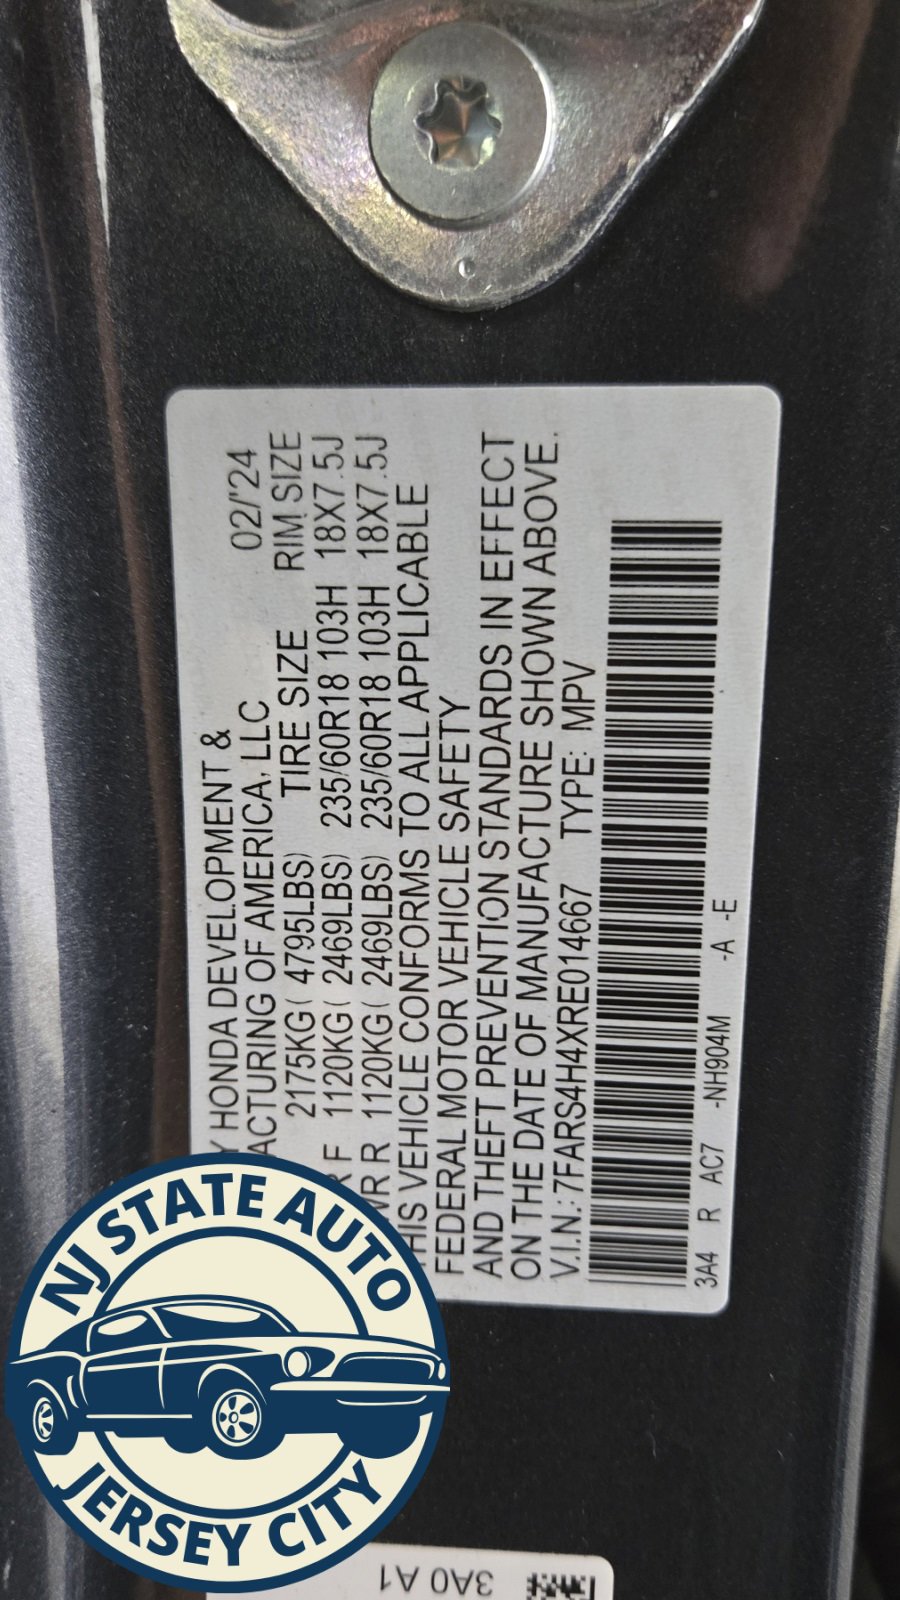 Y HONDA DEVELOPMENT &
ACTURING OF AMERICA, LLC 02/'24
2175KG( 4795LBS) TIRE SIZE RIM SIZE
R F 1120KG( 2469LBS) 235/60R18 103H 18X7.5J
WR R 1120KG( 2469LBS) 235/60R18 103H 18X7.5J
HIS VEHICLE CONFORMS TO ALL APPLICABLE
FEDERAL MOTOR VEHICLE SAFETY
AND THEFT PREVENTION STANDARDS IN EFFECT
ON THE DATE OF MANUFACTURE SHOWN ABOVE.
V.I.N.: 7FARS4H4XRE014667 TYPE: MPV
3A4 R AC7 -NH904M -A -E
NJ STATE AUTO
JERSEY CITY
3A0 A1